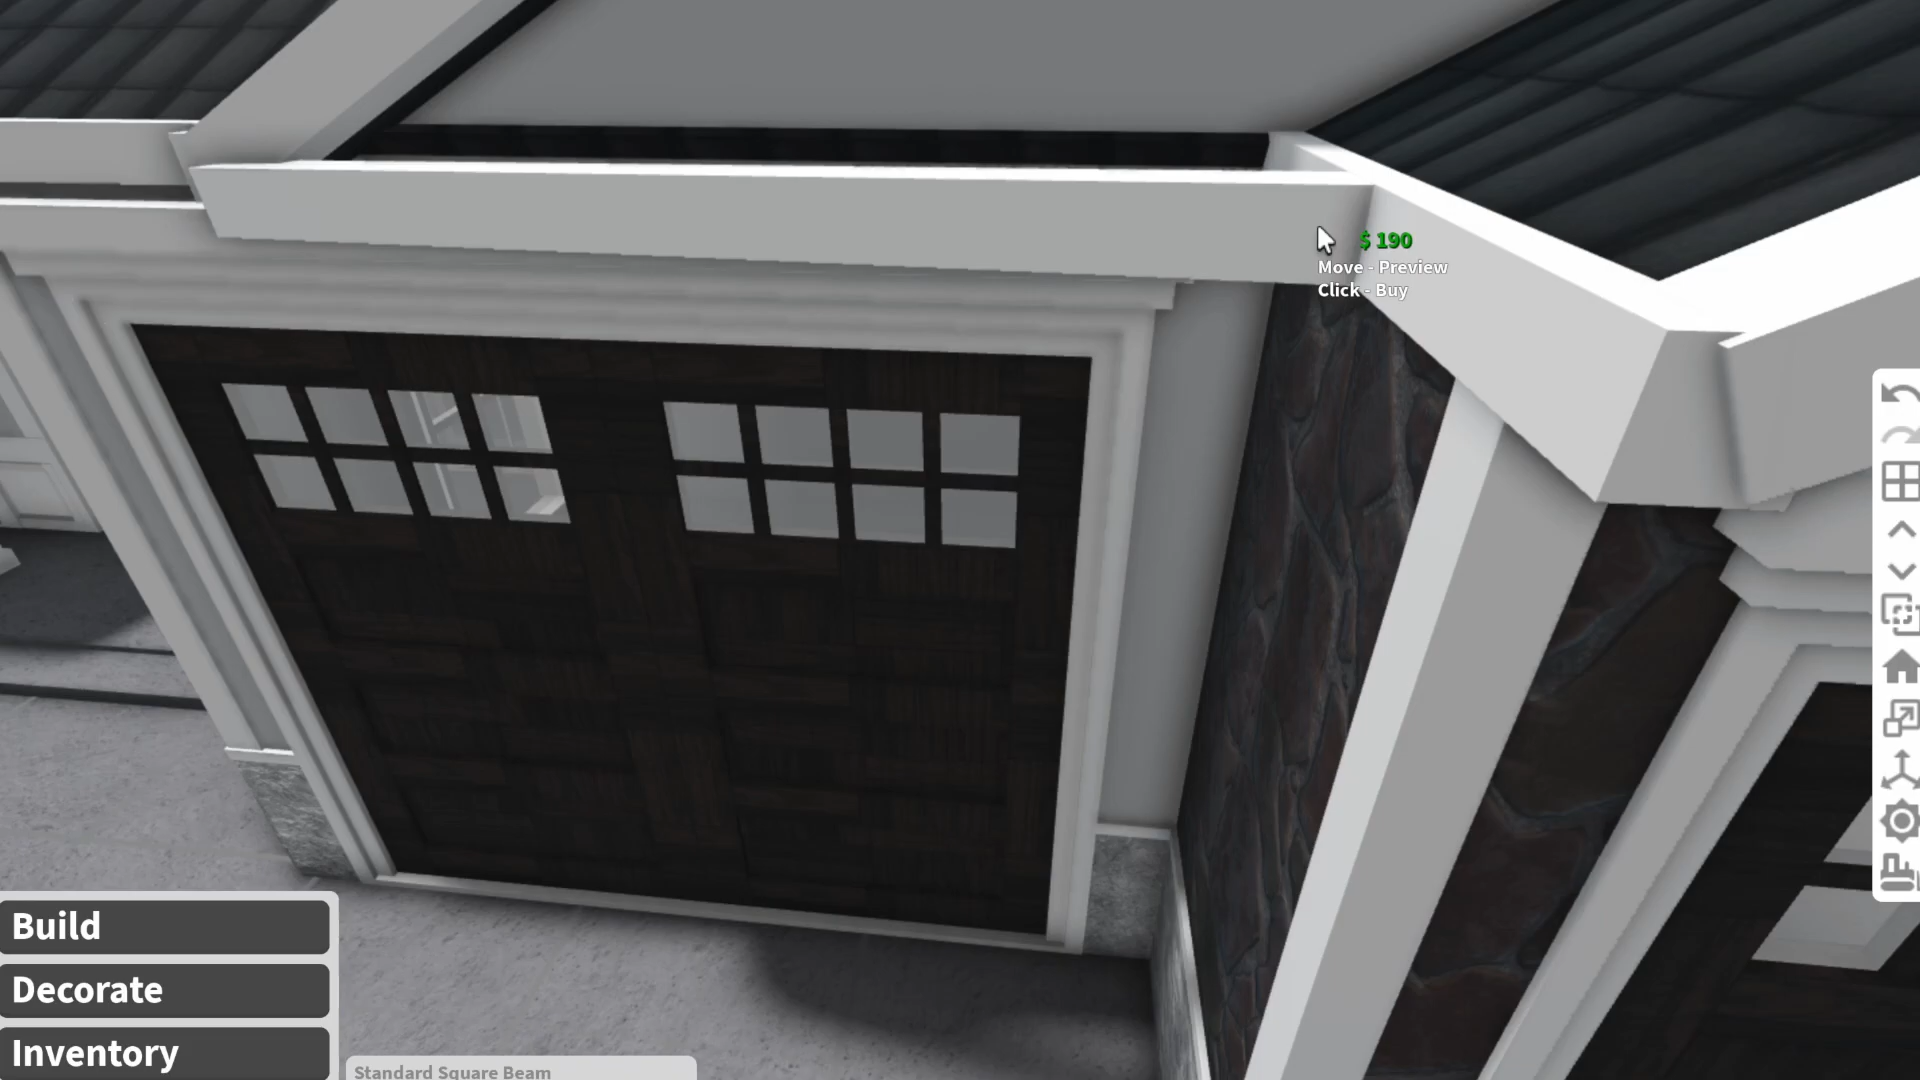 $ 190
Move - Preview
Click - Buy
Build
Decorate
Inventory
Standard Square Beam